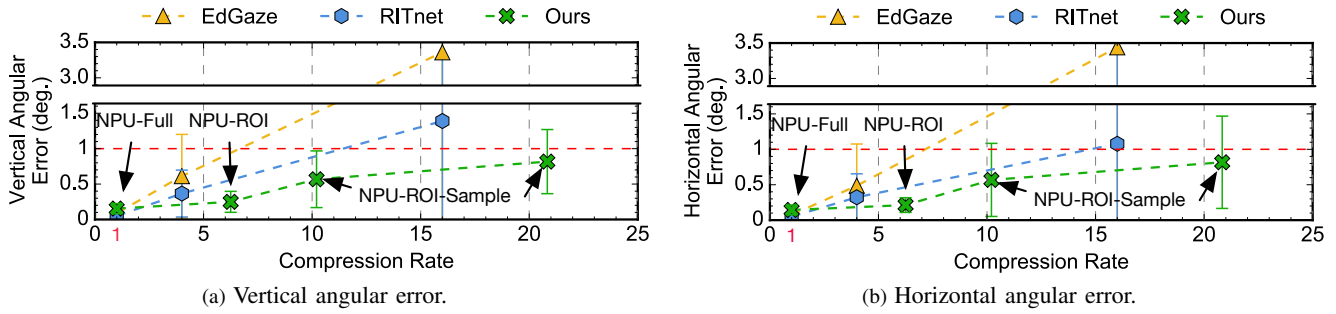 EdGaze RITnet Ours
3.5
3.0
1.5
1
0.5
0
Vertical Angular
Error (deg.)
NPU-Full NPU-ROI
NPU-ROI-Sample
0 1 5 10 15 20 25
Compression Rate
(a) Vertical angular error.
EdGaze RITnet Ours
3.5
3.0
1.5
1
0.5
0
Horizontal Angular
Error (deg.)
NPU-Full NPU-ROI
NPU-ROI-Sample
0 1 5 10 15 20 25
Compression Rate
(b) Horizontal angular error.